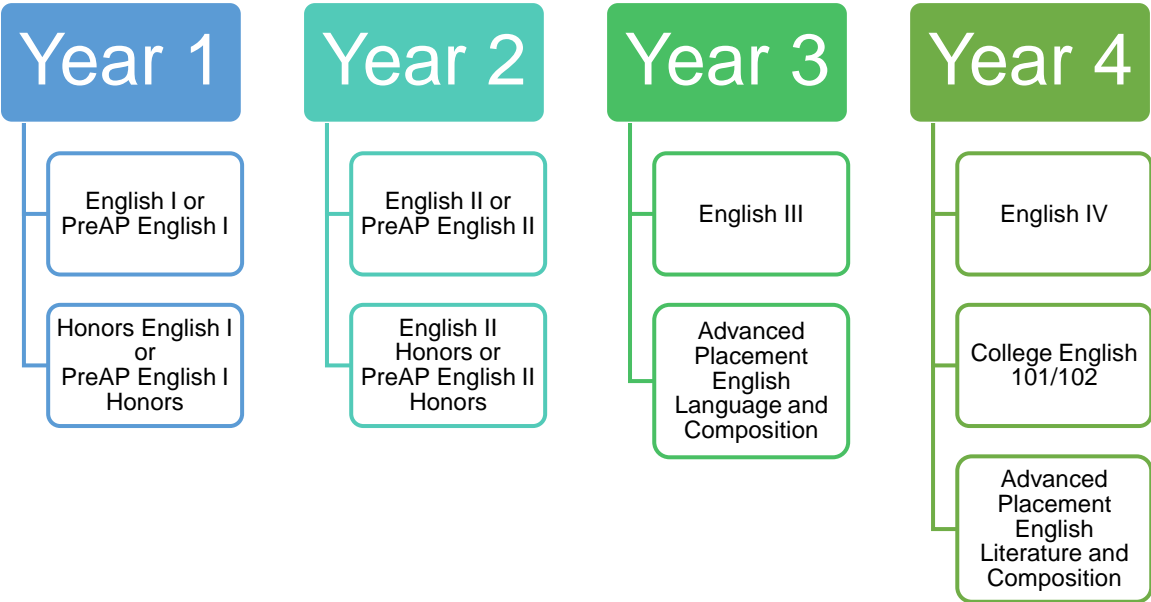 Year 1
English I or
PreAP English I
Honors English I
or
PreAP English I
Honors
Year 2
English II or
PreAP English II
English II
Honors or
PreAP English II
Honors
Year 3
English III
Advanced
Placement
English
Language and
Composition
Year 4
English IV
College English
101/102
Advanced
Placement
English
Literature and
Composition